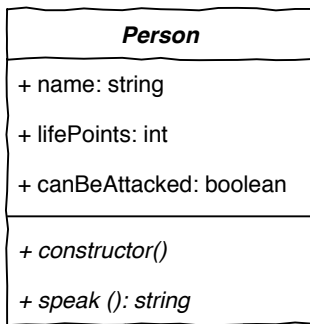 Person
+ name: string
+ lifePoints: int
+ canBeAttacked: boolean
+ constructor()
+ speak (): string